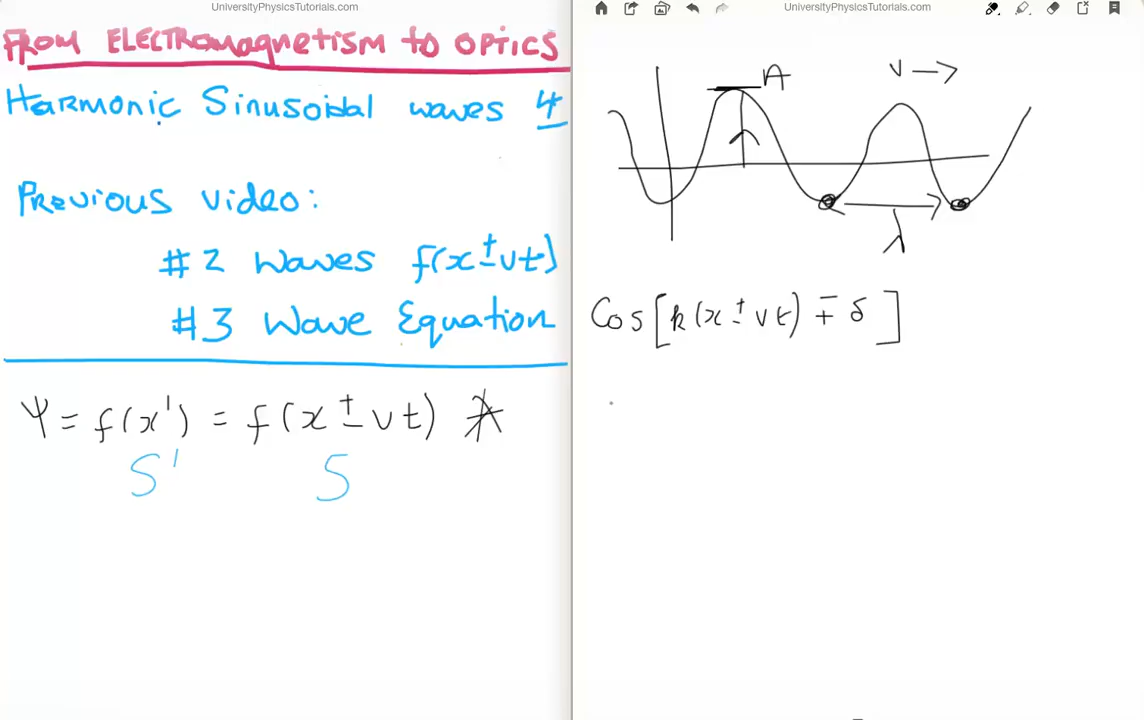 UniversityPhysicsTutorials.com
FROM ELECTROmagnetism to OPTICS
HARmonic Sinusoidal waves 4
PREVIOUS video:
#2 Waves f(x±vt)
#3 Wave Equation
Ψ = f(x') = f(x ± vt) *
S' S
UniversityPhysicsTutorials.com
A v →
λ
Cos[k(x ± vt) ∓ δ]